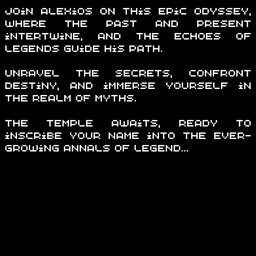 JOiN ALEXiOS ON THiS EPiC ODYSSEY,
WHERE THE PAST AND PRESENT
iNTERTWiNE, AND THE ECHOES OF
LEGENDS GUiDE HiS PATH.
UNRAVEL THE SECRETS, CONFRONT
DESTiNY, AND iMMERSE YOURSELF iN
THE REALM OF MYTHS.
THE TEMPLE AWAiTS, READY TO
iNSCRiBE YOUR NAME iNTO THE EVER-
GROWiNG ANNALS OF LEGEND...